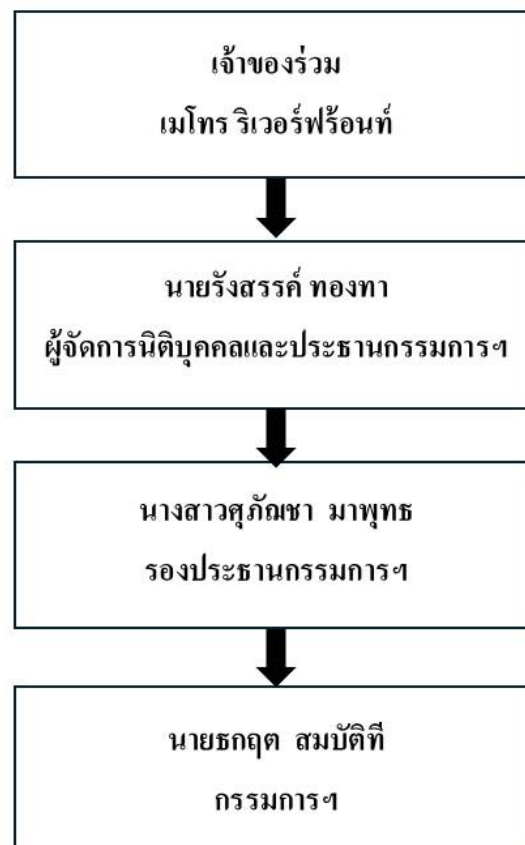 เจ้าของร่วม
เมโทร ริเวอร์ฟร้อนท์
นายรังสรรค์ ทองทา
ผู้จัดการนิติบุคคลและประธานกรรมการฯ
นางสาวศุภัฌชา มาพุทธ
รองประธานกรรมการฯ
นายธกฤต สมบัติที
กรรมการฯ